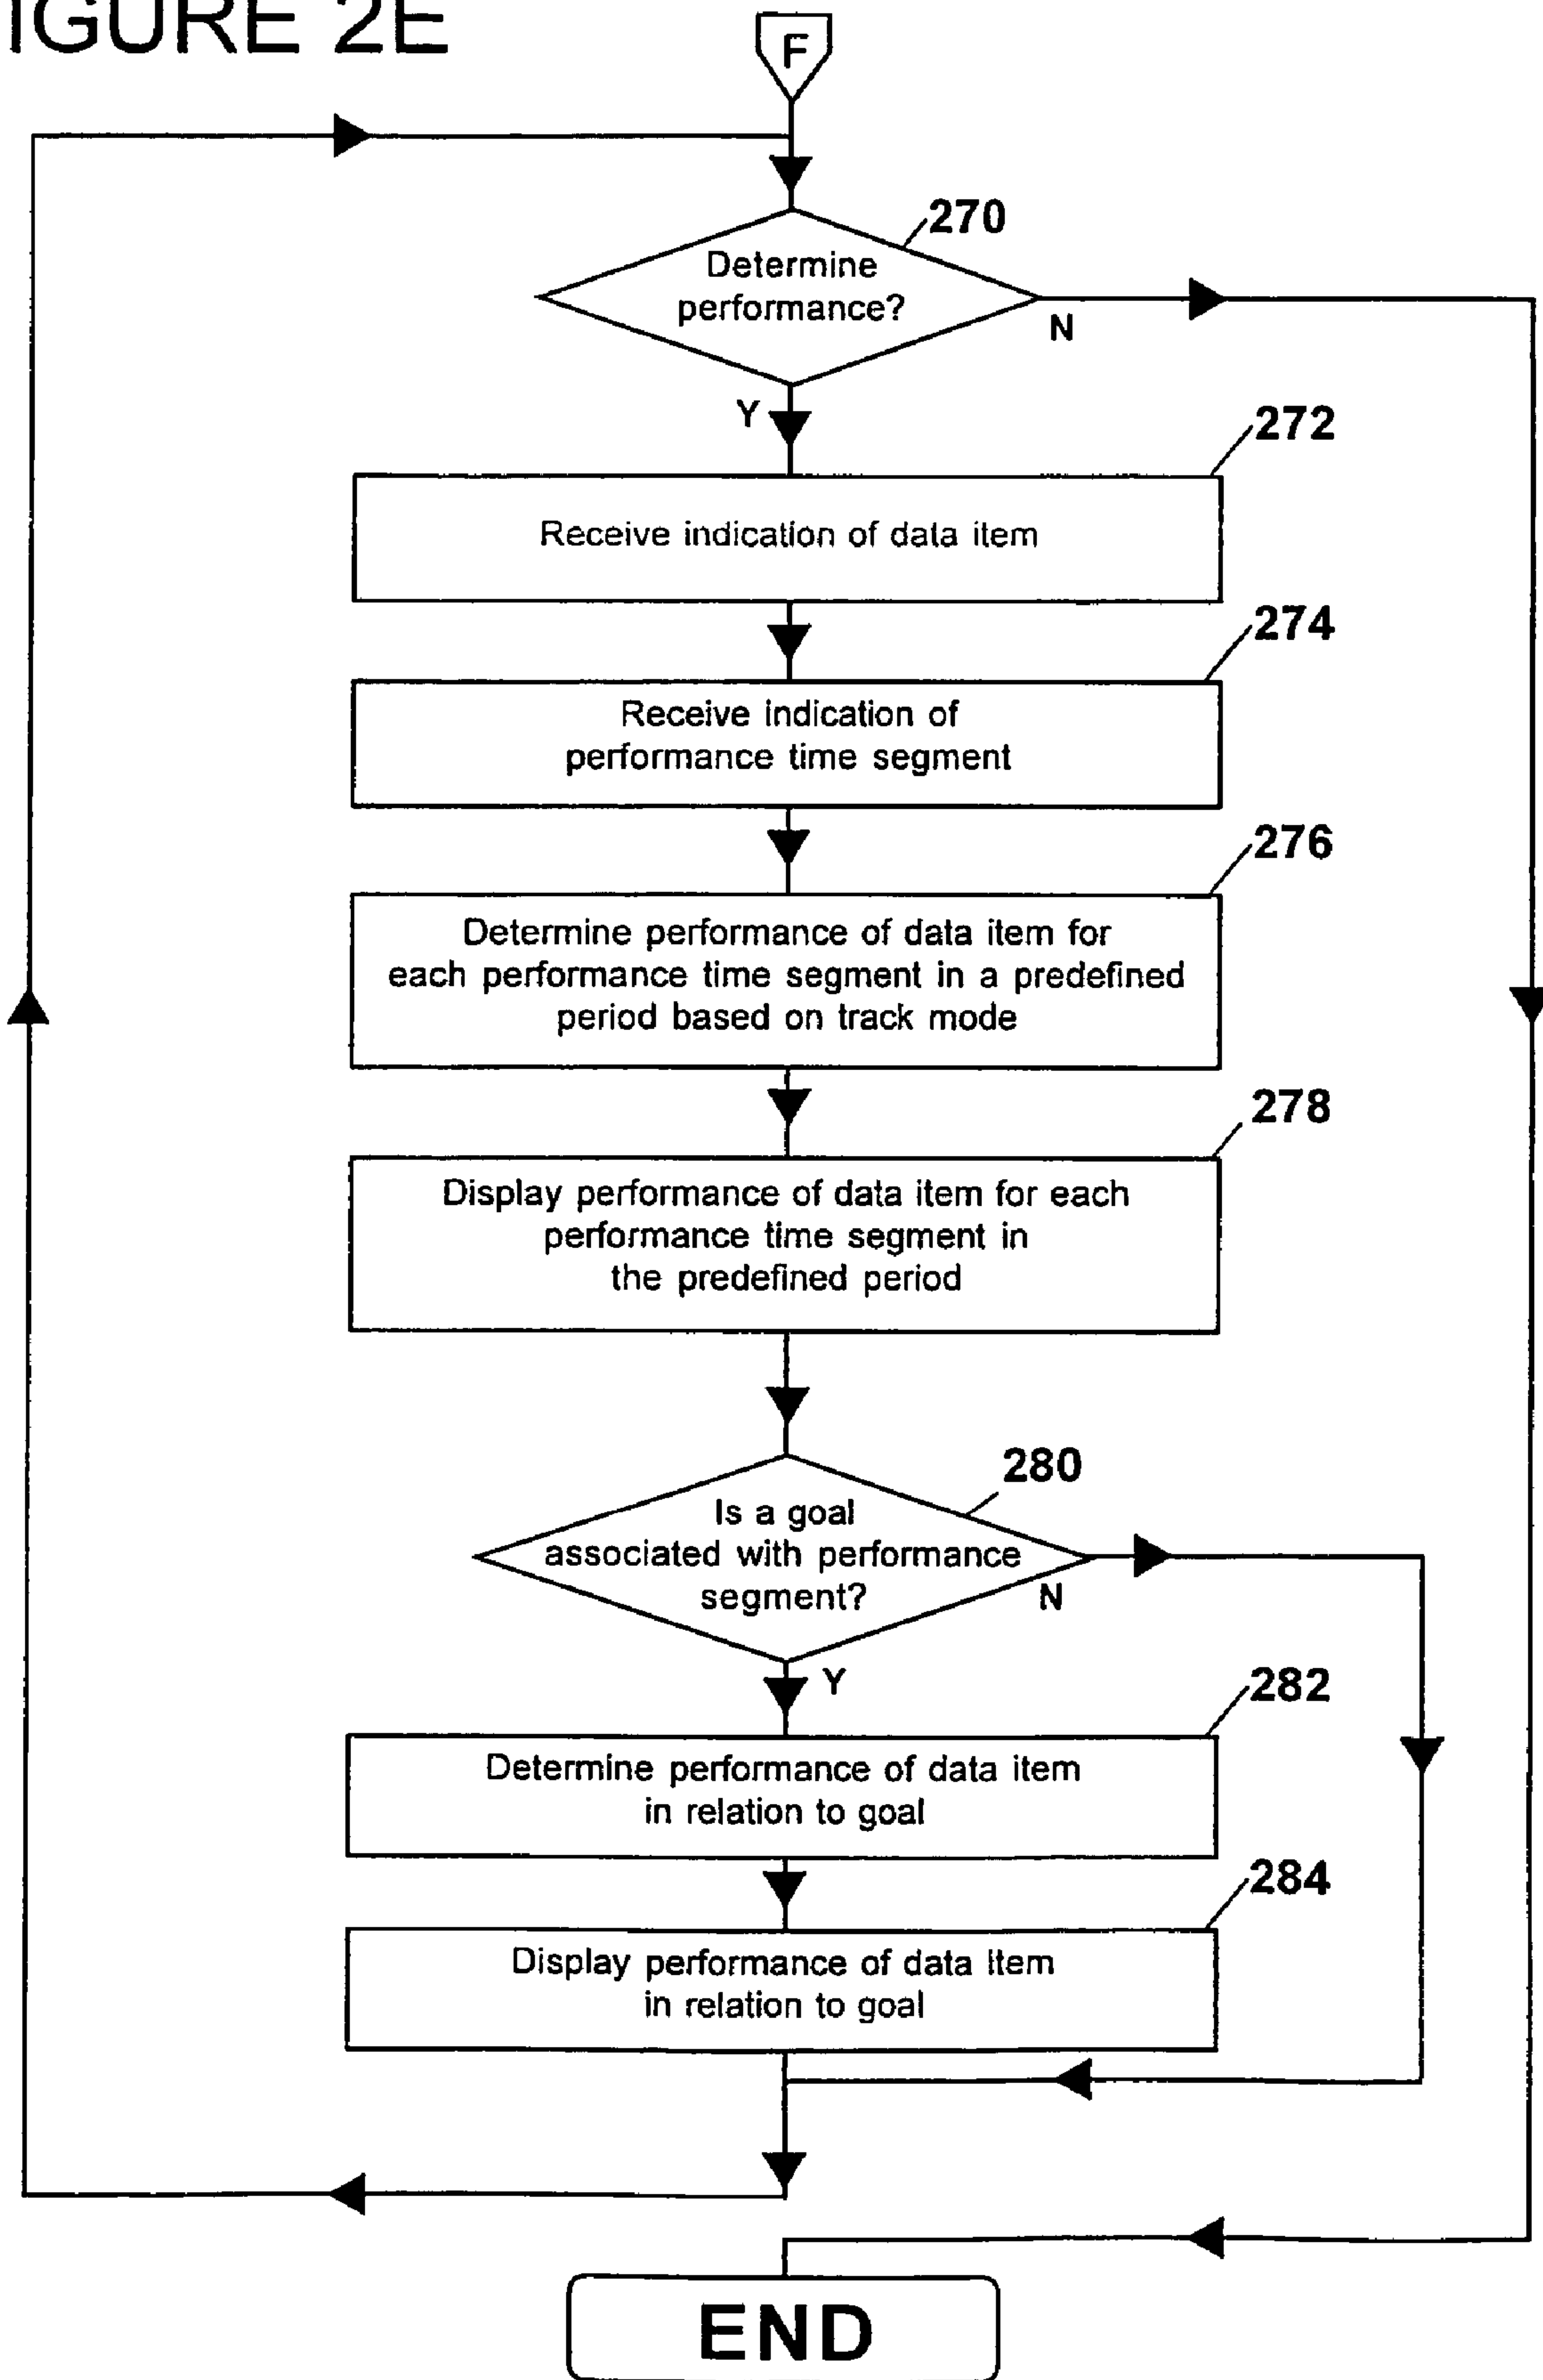 IGURE 2E
F
270
Determine
performance?
N
Y
272
Receive indication of data item
274
Receive indication of
performance time segment
276
Determine performance of data item for
each performance time segment in a predefined
period based on track mode
278
Display performance of data item for each
performance time segment in
the predefined period
280
Is a goal
associated with performance
segment?
N
Y
282
Determine performance of data item
in relation to goal
284
Display performance of data item
in relation to goal
END